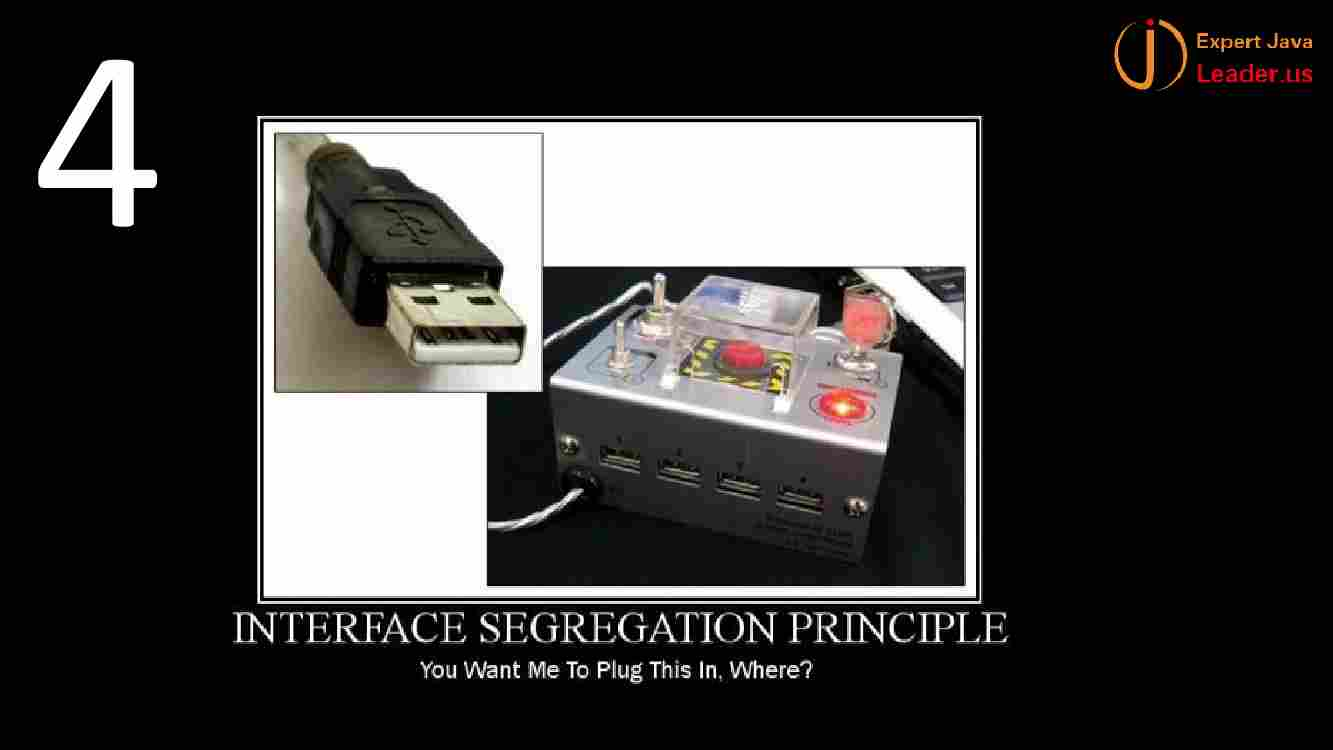 4
Expert Java
Leader.us
INTERFACE SEGREGATION PRINCIPLE
You Want Me To Plug This In, Where?